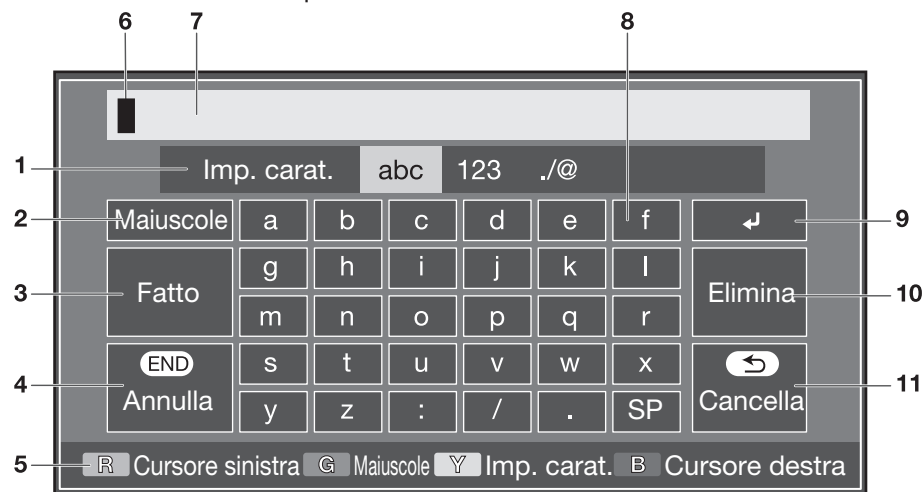 6 7 8
1 Imp. carat. abc 123 ./@
2 Maiuscole a b c d e f ↲ 9
g h i j k l
3 Fatto Elimina 10
m n o p q r
END s t u v w x
4 Annulla Cancella 11
y z : / . SP
5 R Cursore sinistra G Maiuscole Y Imp. carat. B Cursore destra